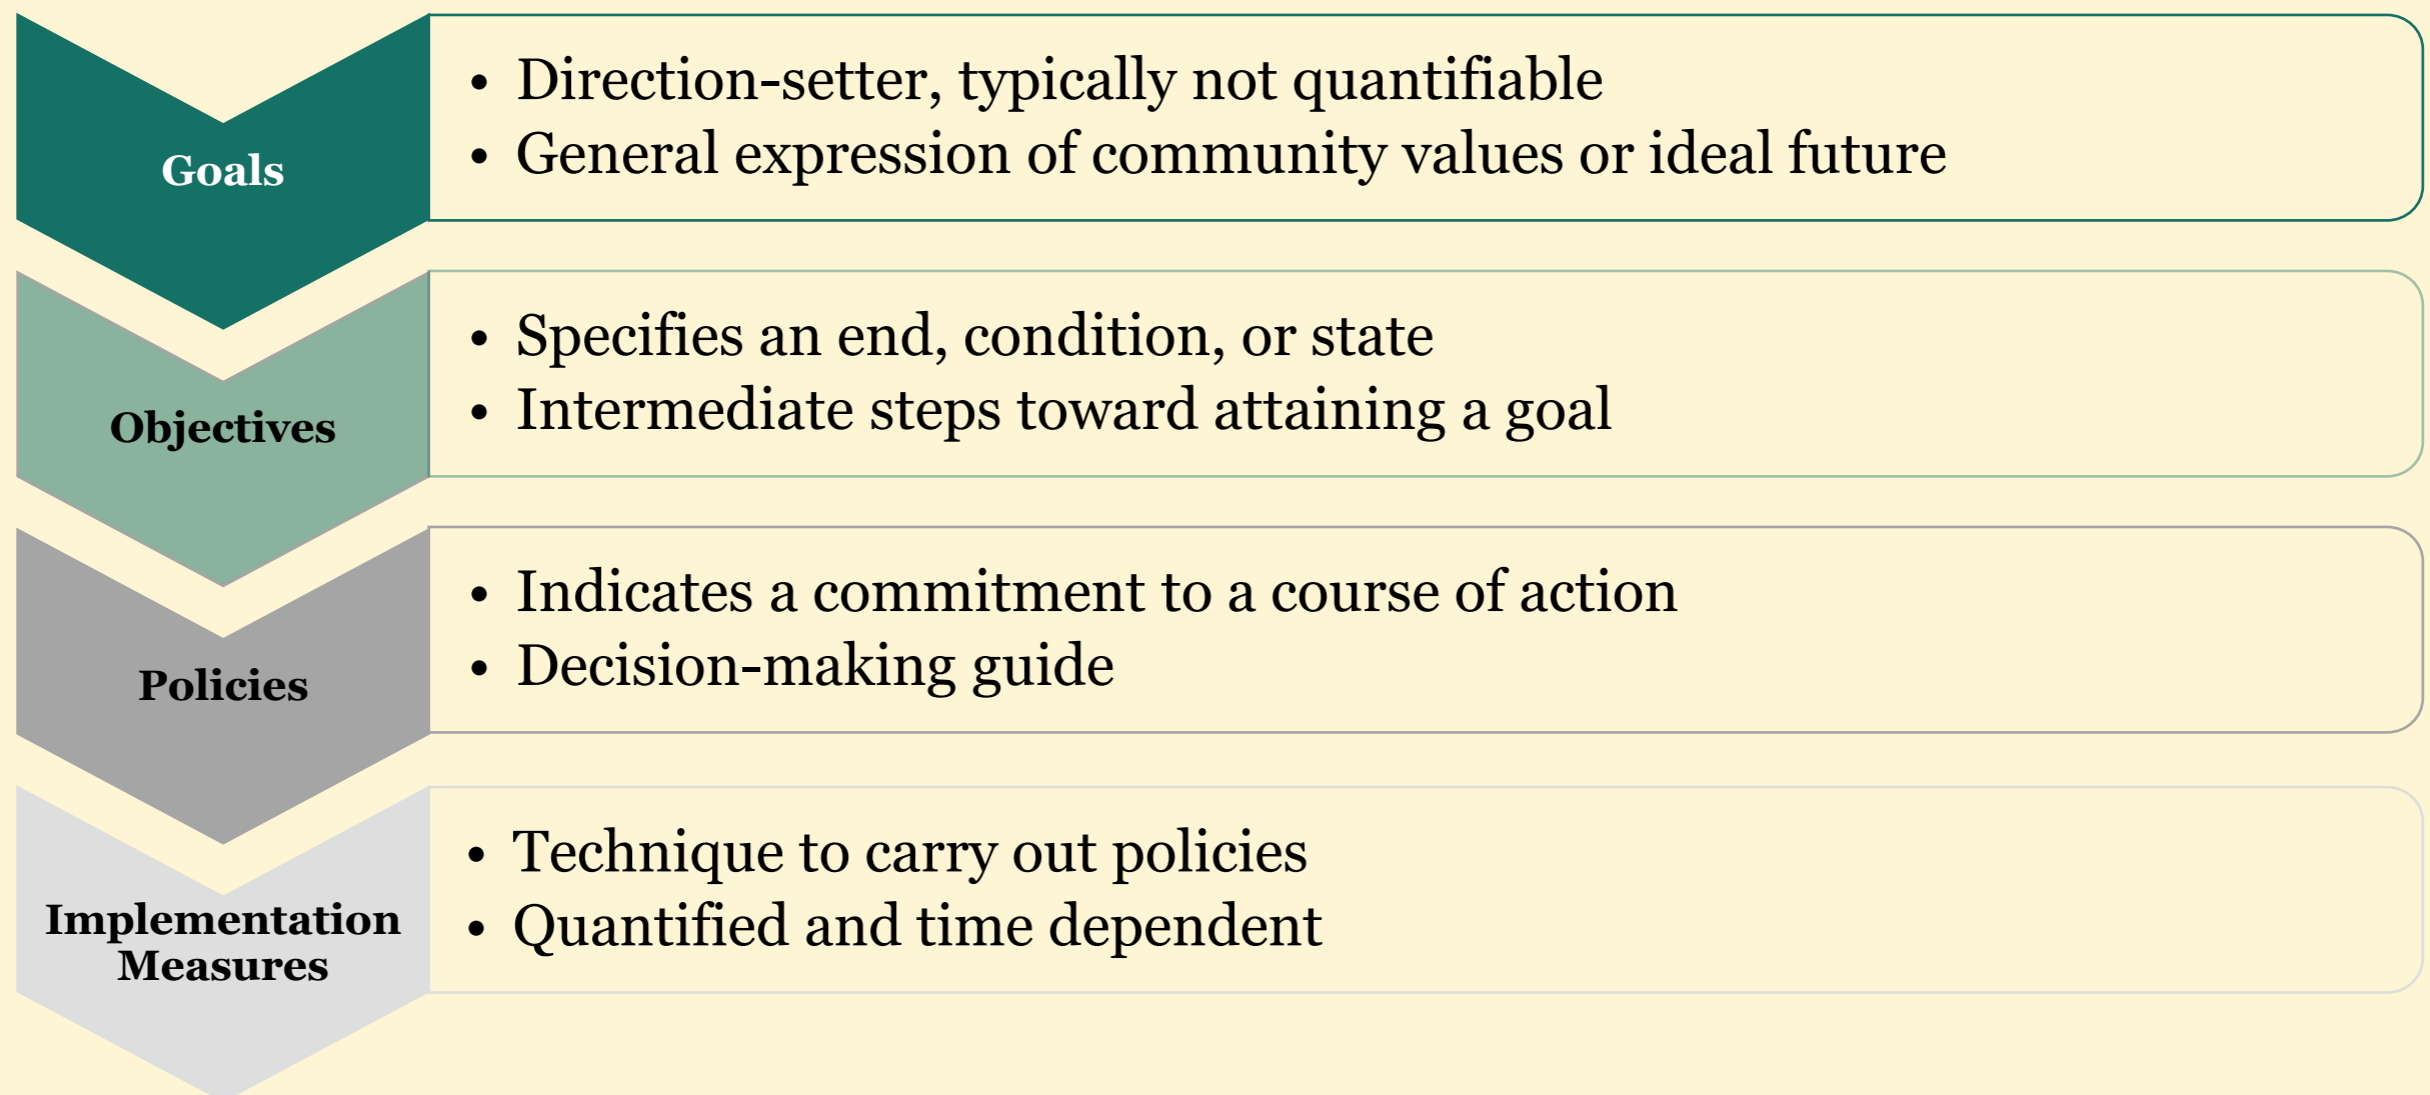 Goals
• Direction-setter, typically not quantifiable
• General expression of community values or ideal future
Objectives
• Specifies an end, condition, or state
• Intermediate steps toward attaining a goal
Policies
• Indicates a commitment to a course of action
• Decision-making guide
Implementation
Measures
• Technique to carry out policies
• Quantified and time dependent